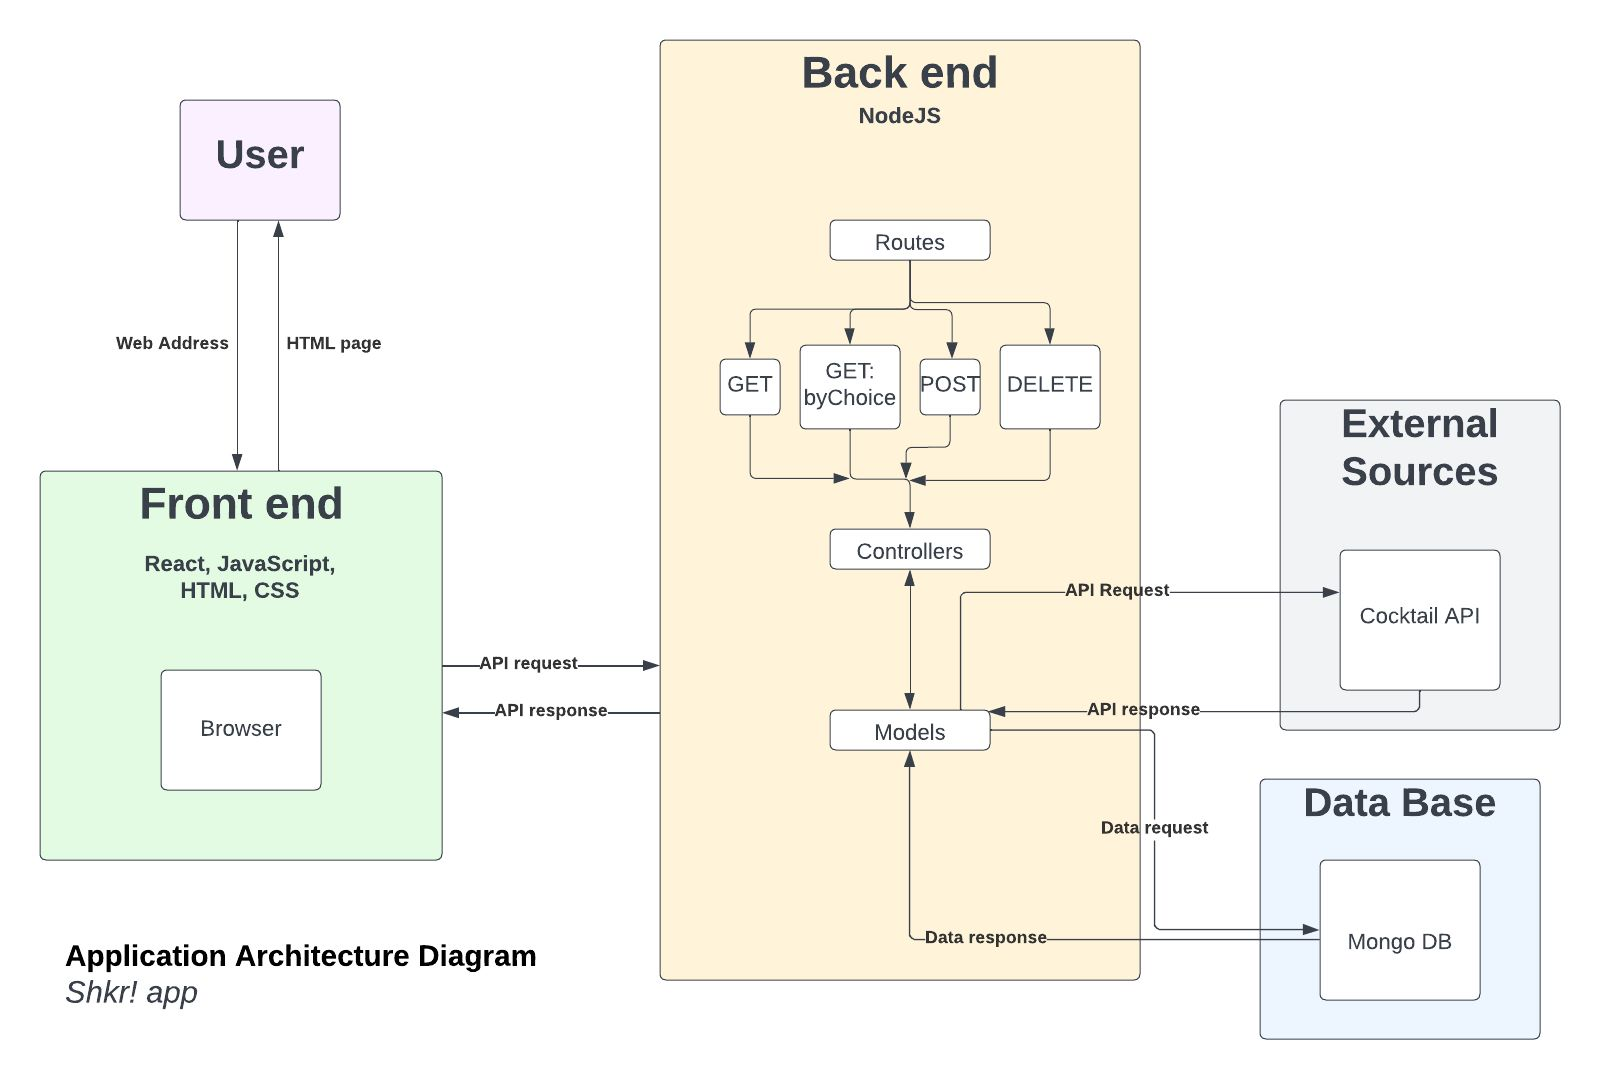 Back end
NodeJS
User
Routes
Web Address
HTML page
GET
GET:
byChoice
POST
DELETE
External
Sources
Front end
React, JavaScript,
HTML, CSS
Controllers
API Request
Cocktail API
API request
API response
API response
Browser
Models
Data Base
Data request
Data response
Mongo DB
Application Architecture Diagram
Shkr! app